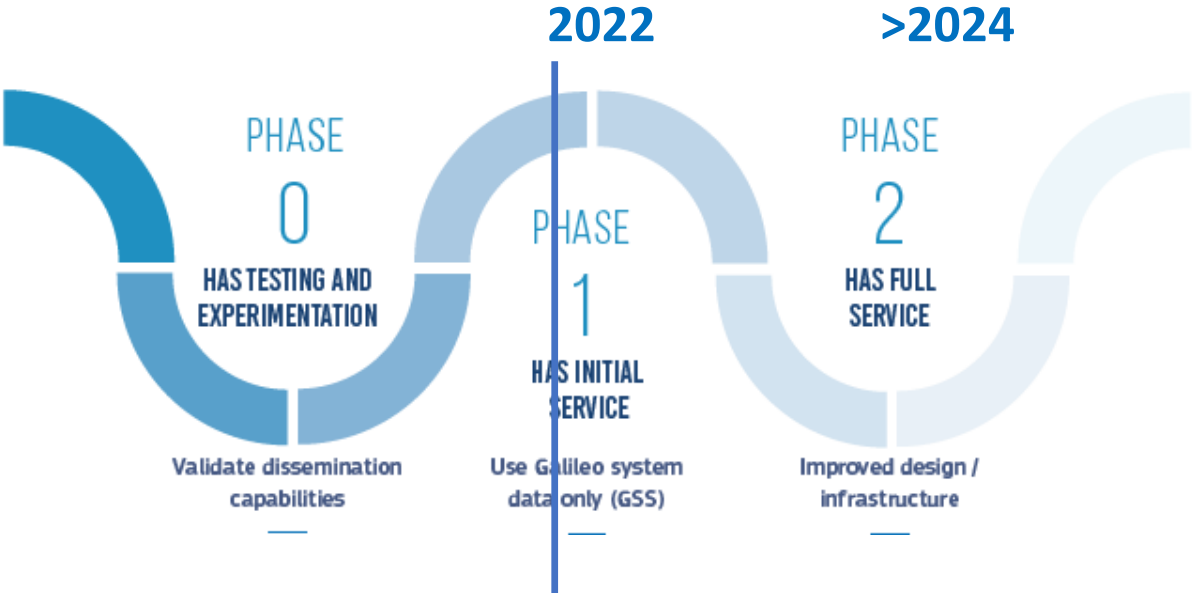 2022
>2024
PHASE
0
HAS TESTING AND
EXPERIMENTATION
Validate dissemination
capabilities
PHASE
1
HAS INITIAL
SERVICE
Use Galileo system
data only (GSS)
PHASE
2
HAS FULL
SERVICE
Improved design /
infrastructure